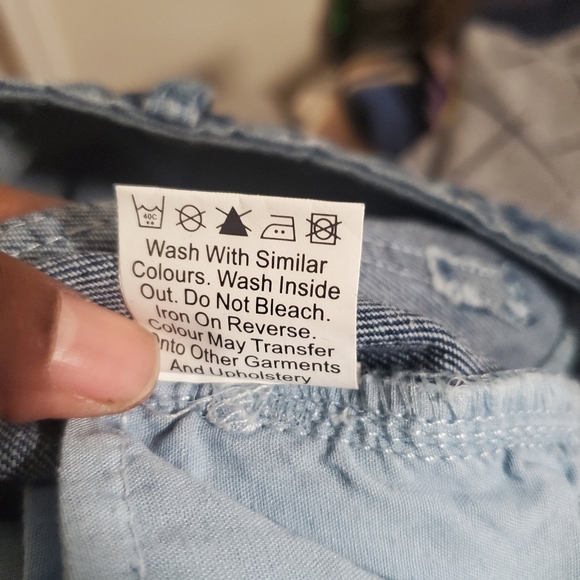 40C
Wash With Similar
Colours. Wash Inside
Out. Do Not Bleach.
Iron On Reverse.
Colour May Transfer
Onto Other Garments
And Upholstery